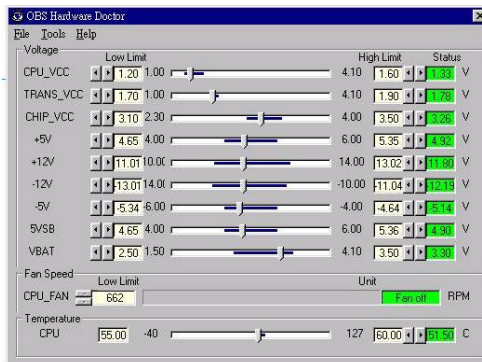 OBS Hardware Doctor
File Tools Help
Voltage
Low Limit High Limit Status
CPU_VCC 1.20 1.00 4.10 1.60 1.33 V
TRANS_VCC 1.70 1.00 4.10 1.90 1.78 V
CHIP_VCC 3.10 2.30 4.00 3.50 3.26 V
+5V 4.65 4.00 6.00 5.35 4.92 V
+12V 11.01 10.00 14.00 13.02 11.80 V
-12V -13.01 14.00 -10.00 -11.04 -12.19 V
-5V -5.34 -6.00 -4.00 -4.64 -5.14 V
5VSB 4.65 4.00 6.00 5.36 4.90 V
VBAT 2.50 1.50 4.10 3.50 3.30 V
Fan Speed
Low Limit Unit
CPU_FAN 662 Fan off RPM
Temperature
CPU 55.00 -40 127 60.00 51.50 C